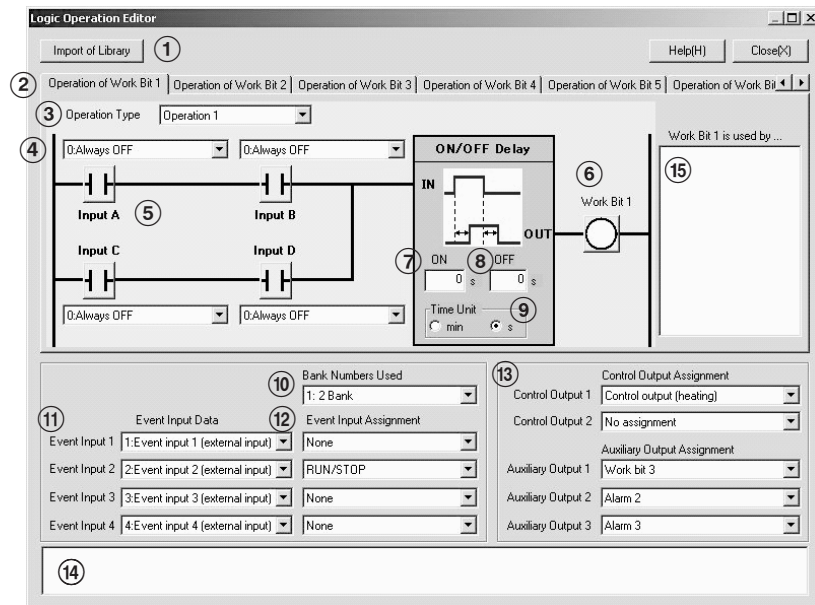 Logic Operation Editor
Import of Library ① Help(H) Close(X)
② Operation of Work Bit 1 Operation of Work Bit 2 Operation of Work Bit 3 Operation of Work Bit 4 Operation of Work Bit 5 Operation of Work Bit
③ Operation Type Operation 1
Work Bit 1 is used by ...
④ 0:Always OFF 0:Always OFF ON/OFF Delay
⑮
IN
⑥
Work Bit 1
Input A ⑤ Input B
OUT
Input C Input D
⑦ ON ⑧ OFF
0 s 0 s
Time Unit ⑨
0:Always OFF 0:Always OFF min s
Bank Numbers Used ⑬ Control Output Assignment
⑩ 1: 2 Bank Control Output 1 Control output (heating)
⑪ Event Input Data ⑫ Event Input Assignment Control Output 2 No assignment
Event Input 1 1:Event input 1 (external input) None Auxiliary Output Assignment
Event Input 2 2:Event input 2 (external input) RUN/STOP Auxiliary Output 1 Work bit 3
Event Input 3 3:Event input 3 (external input) None Auxiliary Output 2 Alarm 2
Event Input 4 4:Event input 4 (external input) None Auxiliary Output 3 Alarm 3
⑭